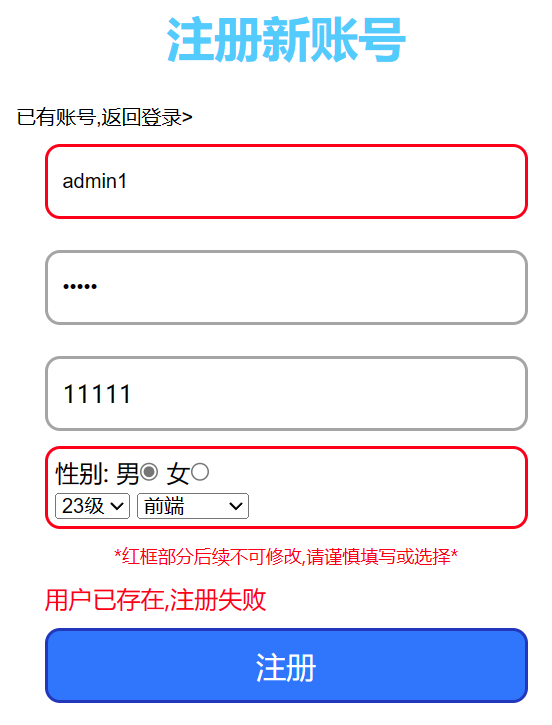 注册新账号
已有账号,返回登录>
admin1
•••••
11111
性别: 男 女
23级 前端
*红框部分后续不可修改,请谨慎填写或选择*
用户已存在,注册失败
注册